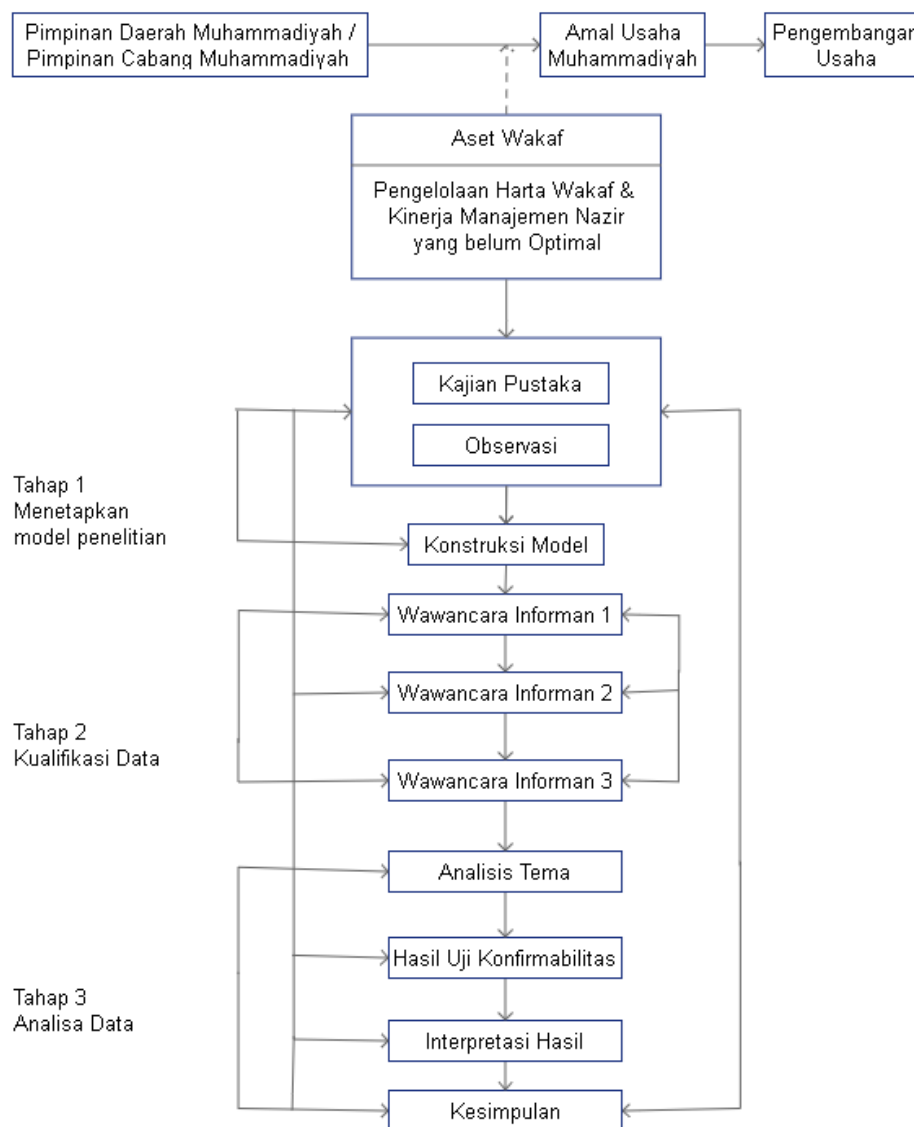 Pimpinan Daerah Muhammadiyah /
Pimpinan Cabang Muhammadiyah
Amal Usaha
Muhammadiyah
Pengembangan
Usaha
Aset Wakaf
Pengelolaan Harta Wakaf &
Kinerja Manajemen Nazir
yang belum Optimal
Kajian Pustaka
Observasi
Tahap 1
Menetapkan
model penelitian
Konstruksi Model
Wawancara Informan 1
Wawancara Informan 2
Tahap 2
Kualifikasi Data
Wawancara Informan 3
Analisis Tema
Hasil Uji Konfirmabilitas
Tahap 3
Analisa Data
Interpretasi Hasil
Kesimpulan